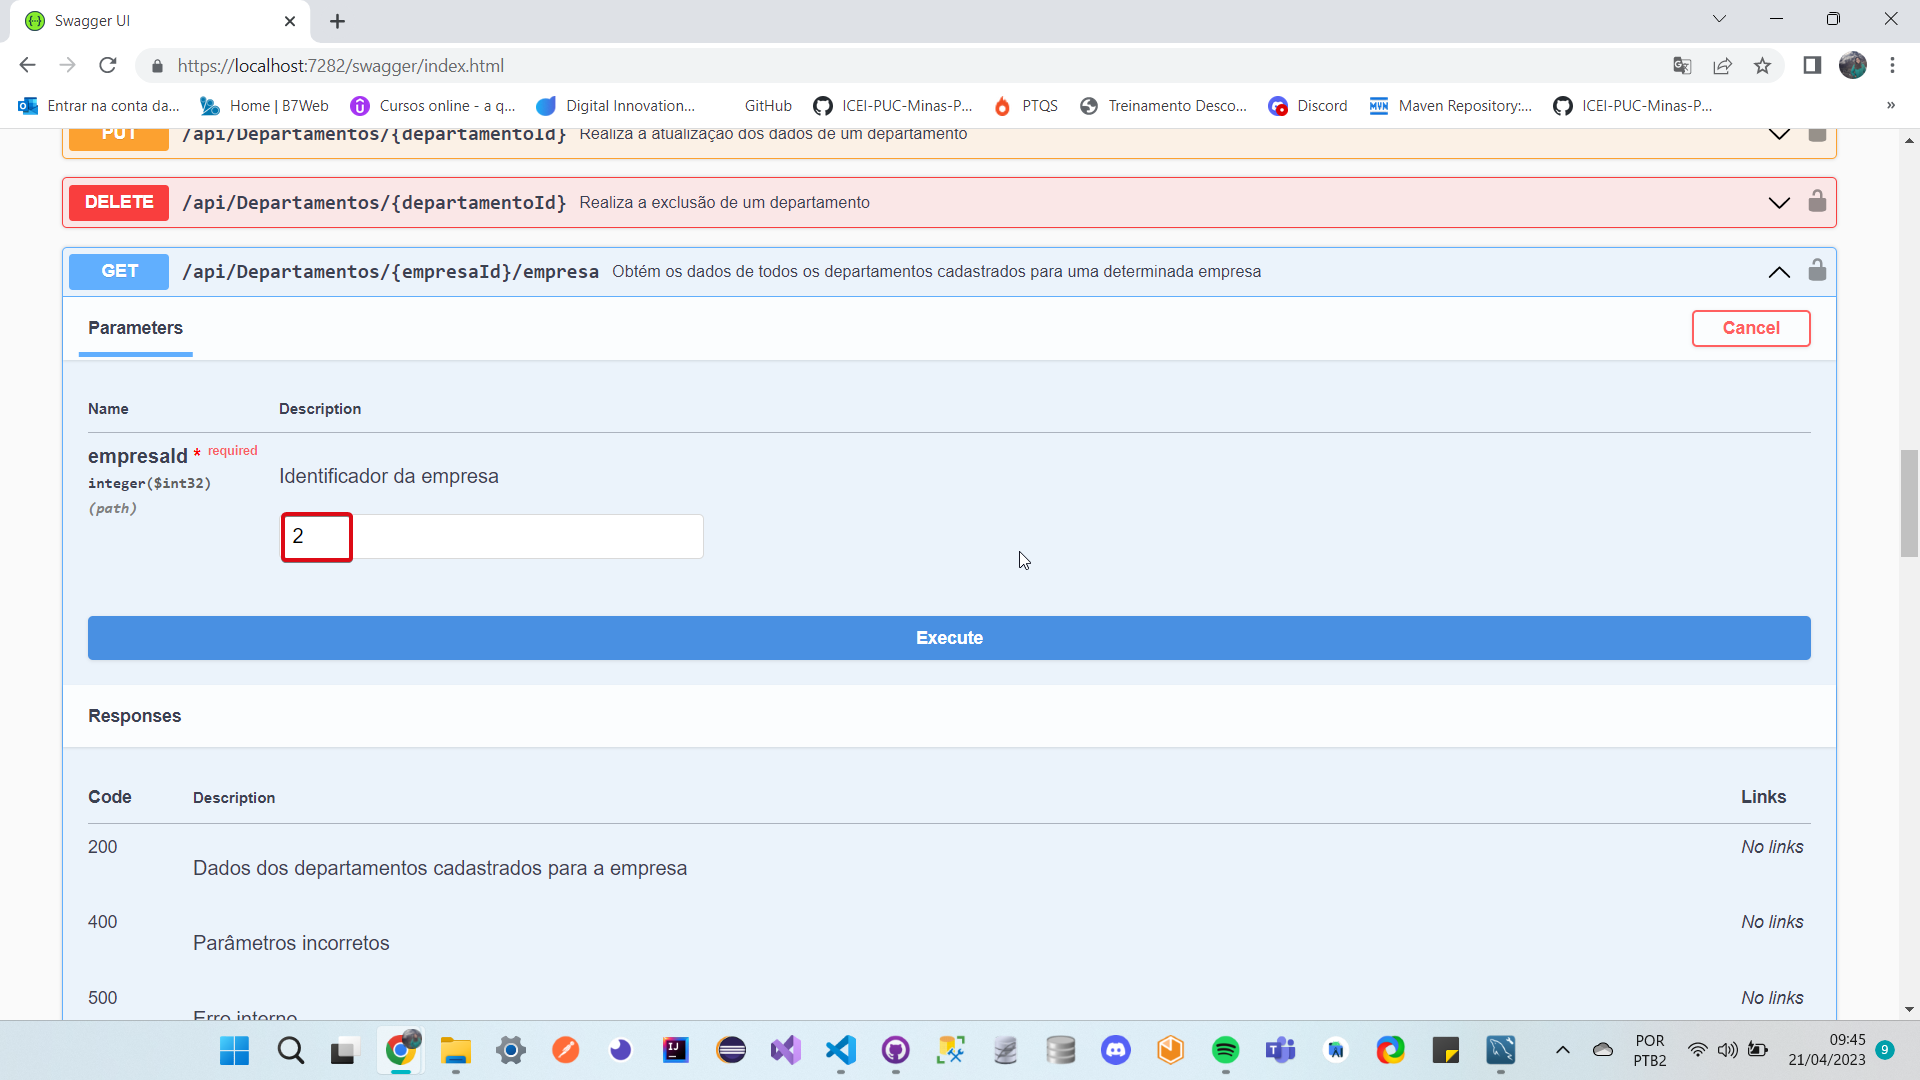 Swagger UI
https://localhost:7282/swagger/index.html
Entrar na conta da...
Home | B7Web
Cursos online - a q...
Digital Innovation...
GitHub
ICEI-PUC-Minas-P...
PTQS
Treinamento Desco...
Discord
Maven Repository:...
ICEI-PUC-Minas-P...
»
PUT /api/Departamentos/{departamentoId} Realiza a atualização dos dados de um departamento
DELETE /api/Departamentos/{departamentoId} Realiza a exclusão de um departamento
GET /api/Departamentos/{empresaId}/empresa Obtém os dados de todos os departamentos cadastrados para uma determinada empresa
Parameters
Cancel
Name Description
empresaId * required
integer($int32)
(path)
Identificador da empresa
2
Execute
Responses
Code Description Links
200 No links
Dados dos departamentos cadastrados para a empresa
400 No links
Parâmetros incorretos
500 No links
Erro interno
POR
PTB2
09:45
21/04/2023
9